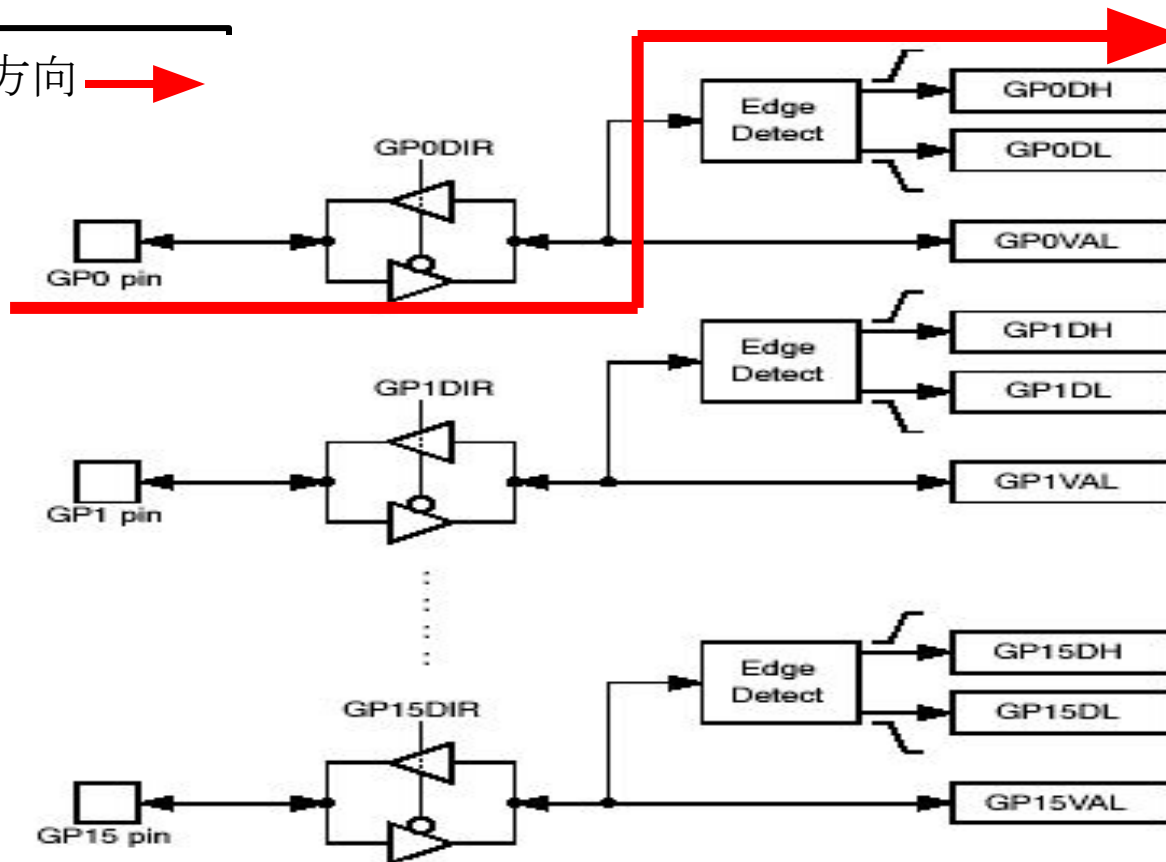 方向
GP0DIR
Edge
Detect
GP0DH
GP0DL
GP0VAL
GP0 pin
GP1DIR
Edge
Detect
GP1DH
GP1DL
GP1VAL
GP1 pin
GP15DIR
Edge
Detect
GP15DH
GP15DL
GP15VAL
GP15 pin